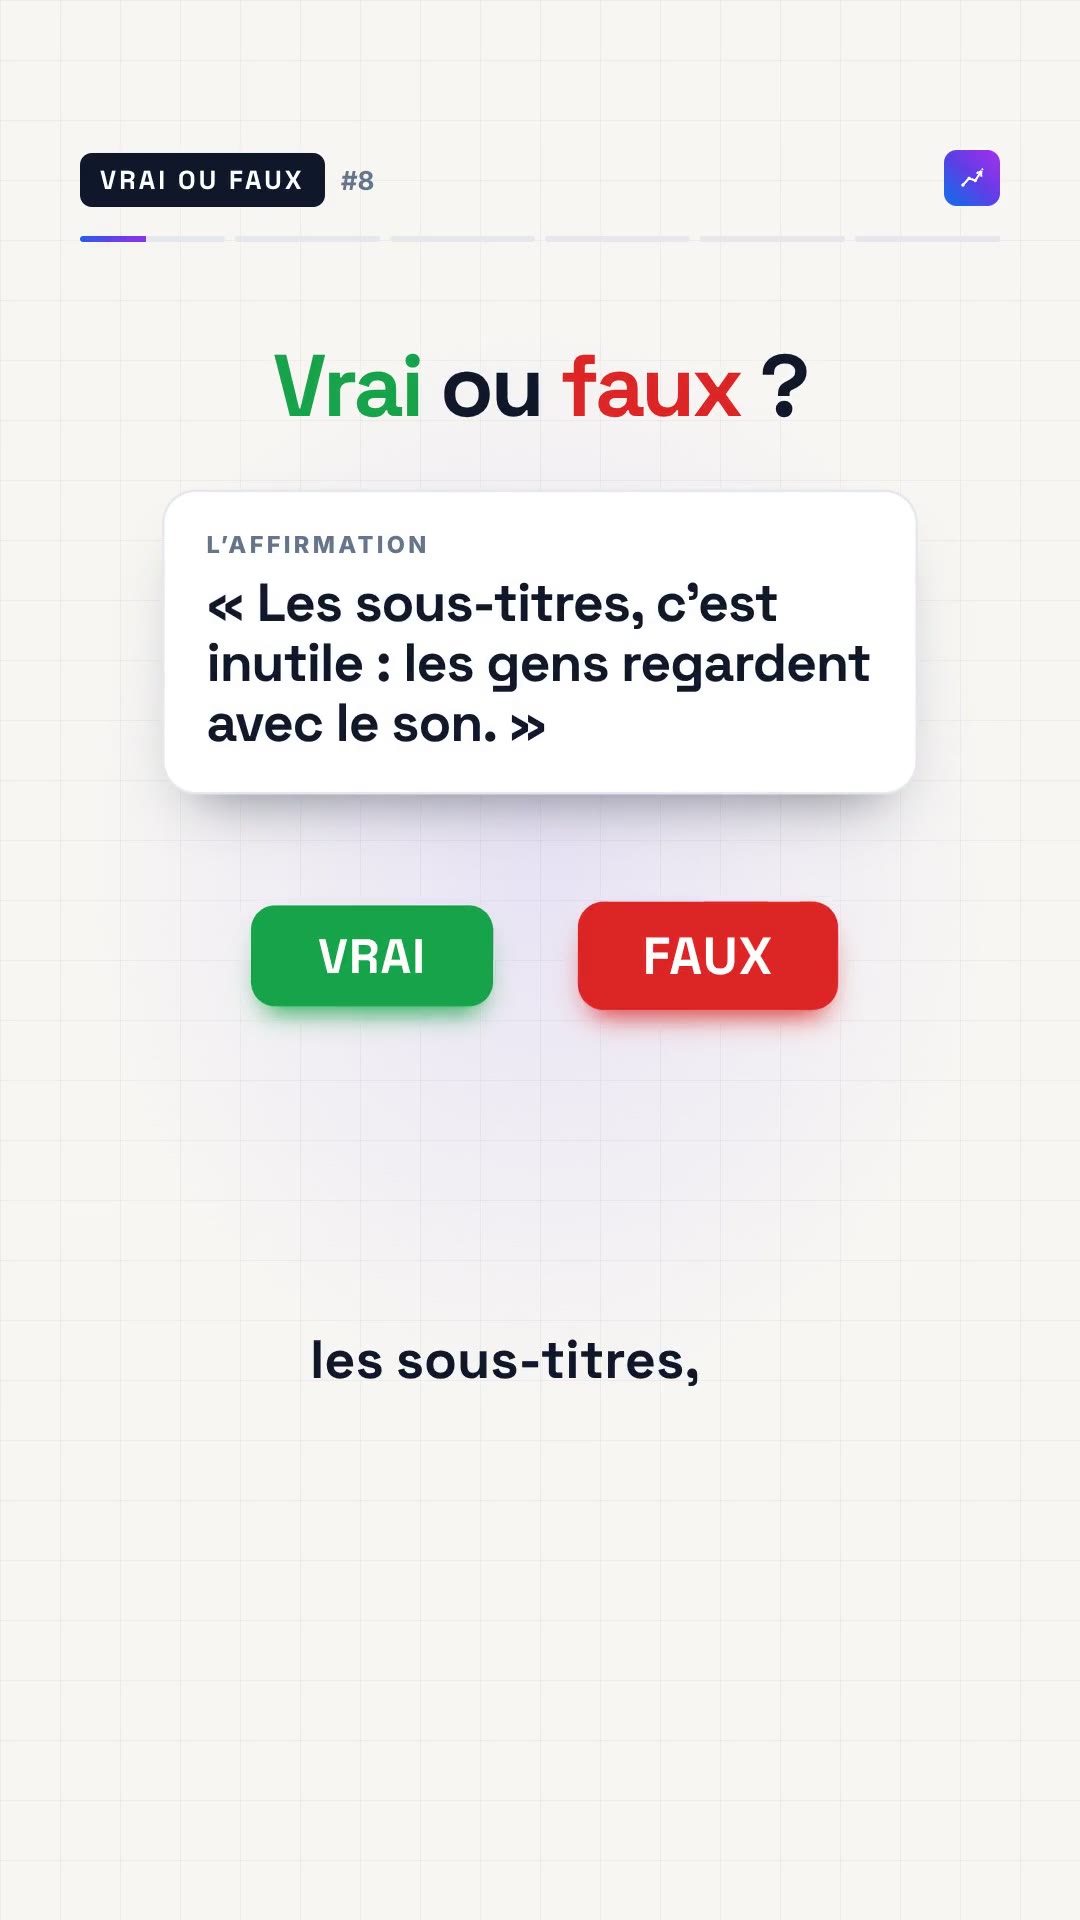 VRAI OU FAUX #8
Vrai ou faux ?
L’AFFIRMATION
« Les sous-titres, c’est
inutile : les gens regardent
avec le son. »
VRAI FAUX
les sous-titres,